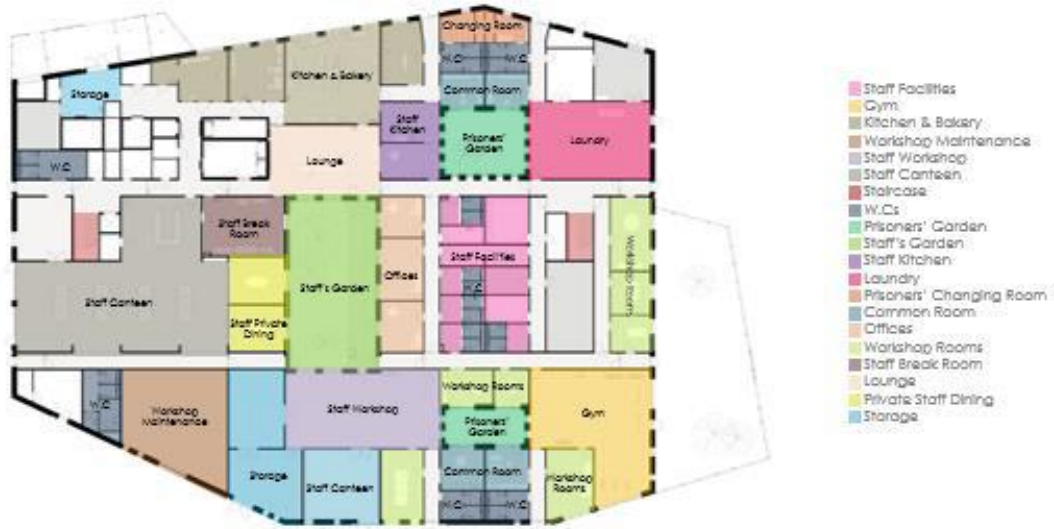 Changing Room
W.C
W.C
Kitchen & Bakery
Storage
Common Room
Staff
Kitchen
Prisoners'
Garden
Laundry
Lounge
W.C
Staff Break
Room
Staff Facilities
Workshop Rooms
Offices
Staff Canteen
Staff's Garden
W.C
Staff Private
Dining
Workshop Rooms
W.C
Workshop
Maintenance
Staff Workshop
Gym
Prisoners'
Garden
Storage
Staff Canteen
Common Room
Workshop
Rooms
W.C
W.C
Staff Facilities
Gym
Kitchen & Bakery
Workshop Maintenance
Staff Workshop
Staff Canteen
Staircase
W.Cs
Prisoners' Garden
Staff's Garden
Staff Kitchen
Laundry
Prisoners' Changing Room
Common Room
Offices
Workshop Rooms
Staff Break Room
Lounge
Private Staff Dining
Storage